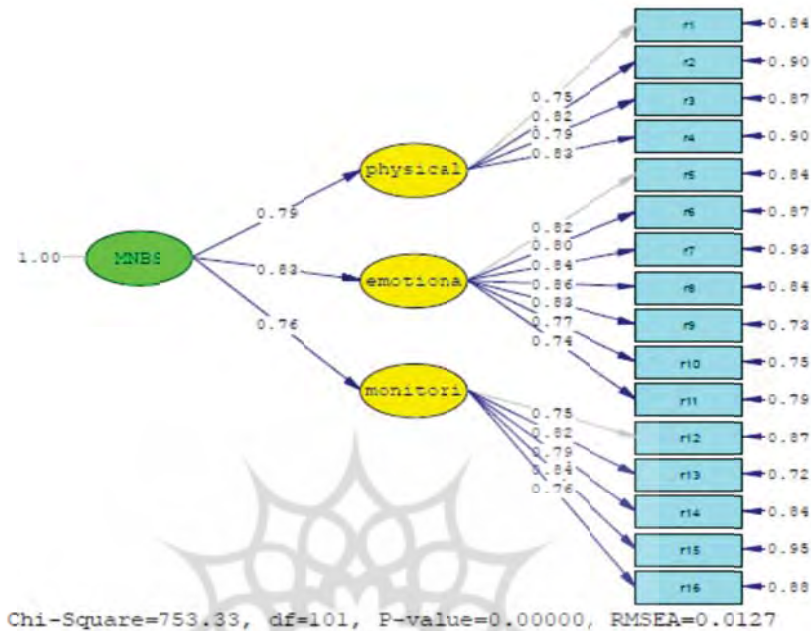 r1
0.84
r2
0.90
r3
0.87
r4
0.90
r5
0.84
r6
0.87
r7
0.93
r8
0.84
r9
0.73
r10
0.75
r11
0.79
r12
0.87
r13
0.72
r14
0.84
r15
0.95
r16
0.88
0.75
0.82
0.79
0.83
physical
0.79
0.82
0.80
0.84
0.86
0.83
0.77
0.74
1.00
MNBS
0.83
emotiona
0.76
monitori
0.75
0.82
0.79
0.84
0.76
Chi-Square=753.33, df=101, P-value=0.00000, RMSEA=0.0127